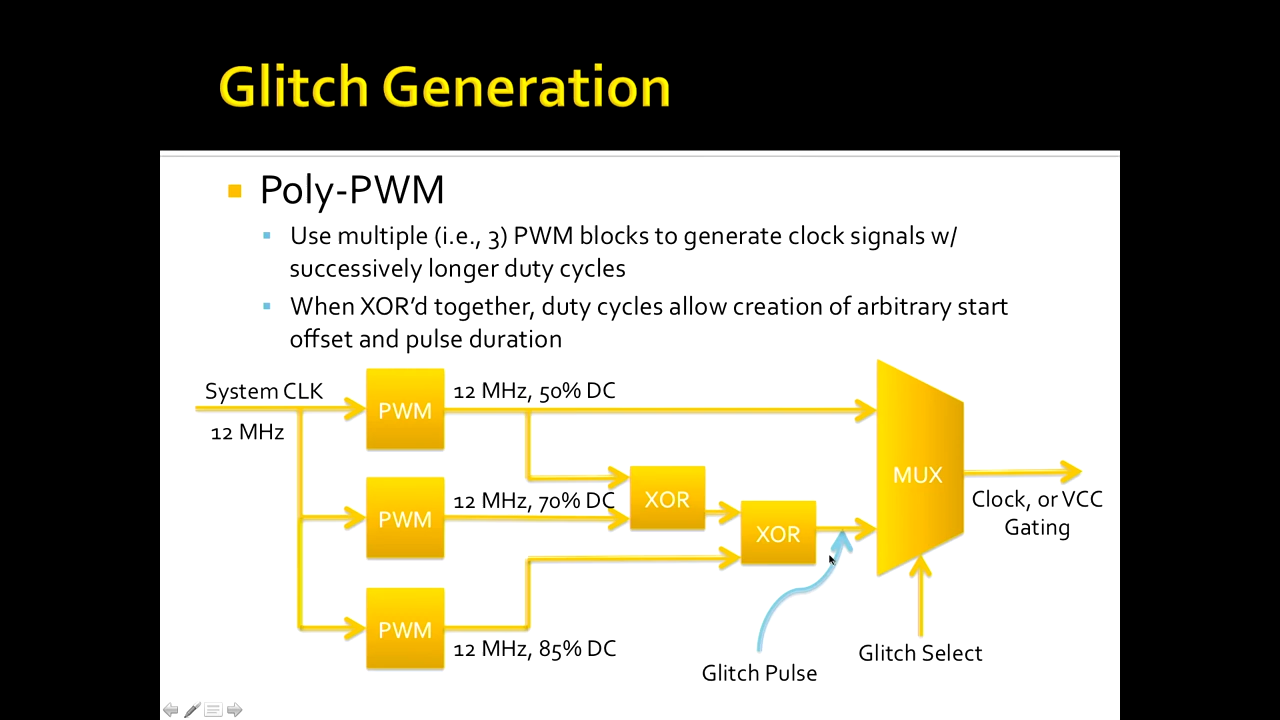 Glitch Generation
Poly-PWM
Use multiple (i.e., 3) PWM blocks to generate clock signals w/
successively longer duty cycles
When XOR’d together, duty cycles allow creation of arbitrary start
offset and pulse duration
System CLK
12 MHz
PWM
12 MHz, 50% DC
PWM
12 MHz, 70% DC
XOR
XOR
MUX
Clock, or VCC
Gating
PWM
12 MHz, 85% DC
Glitch Pulse
Glitch Select